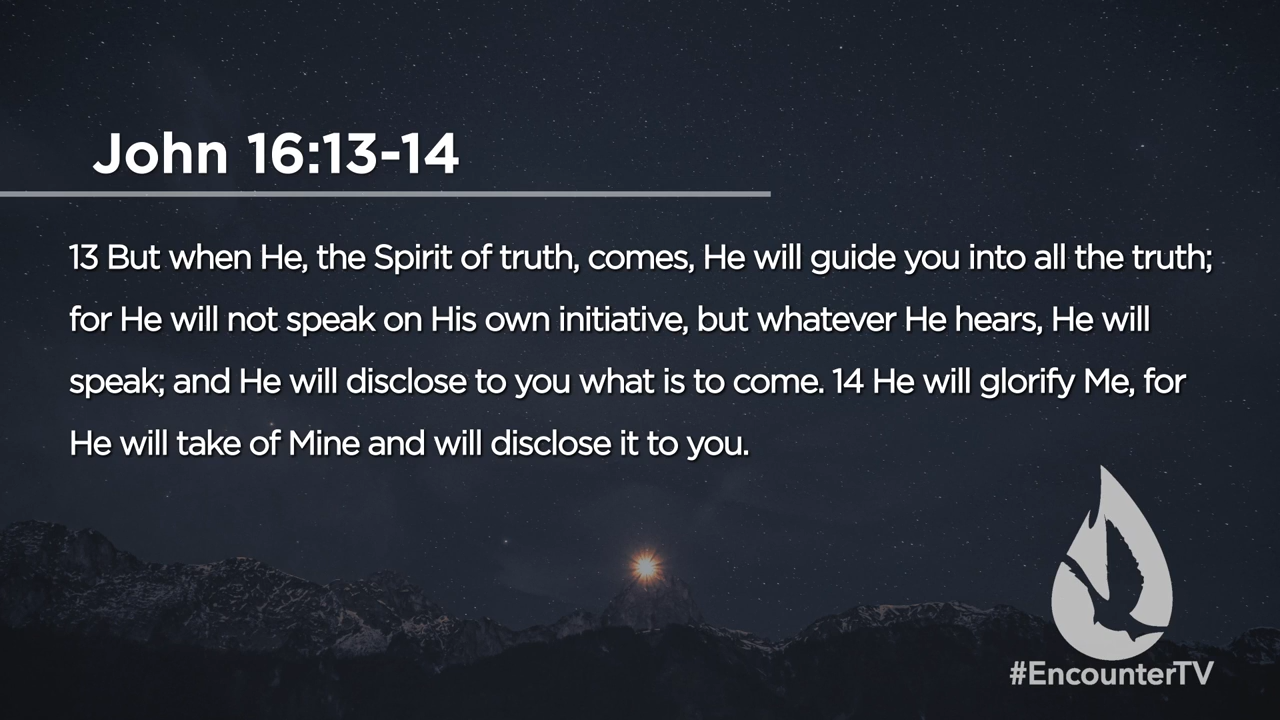 John 16:13-14
13 But when He, the Spirit of truth, comes, He will guide you into all the truth;
for He will not speak on His own initiative, but whatever He hears, He will
speak; and He will disclose to you what is to come. 14 He will glorify Me, for
He will take of Mine and will disclose it to you.
#EncounterTV